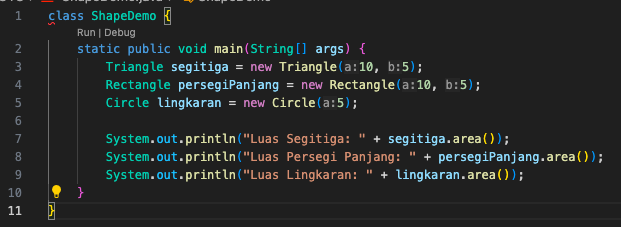 1 class ShapeDemo {
Run | Debug
2 static public void main(String[] args) {
3 Triangle segitiga = new Triangle(a:10, b:5);
4 Rectangle persegiPanjang = new Rectangle(a:10, b:5);
5 Circle lingkaran = new Circle(a:5);
6
7 System.out.println("Luas Segitiga: " + segitiga.area());
8 System.out.println("Luas Persegi Panjang: " + persegiPanjang.area());
9 System.out.println("Luas Lingkaran: " + lingkaran.area());
10 }
11 }